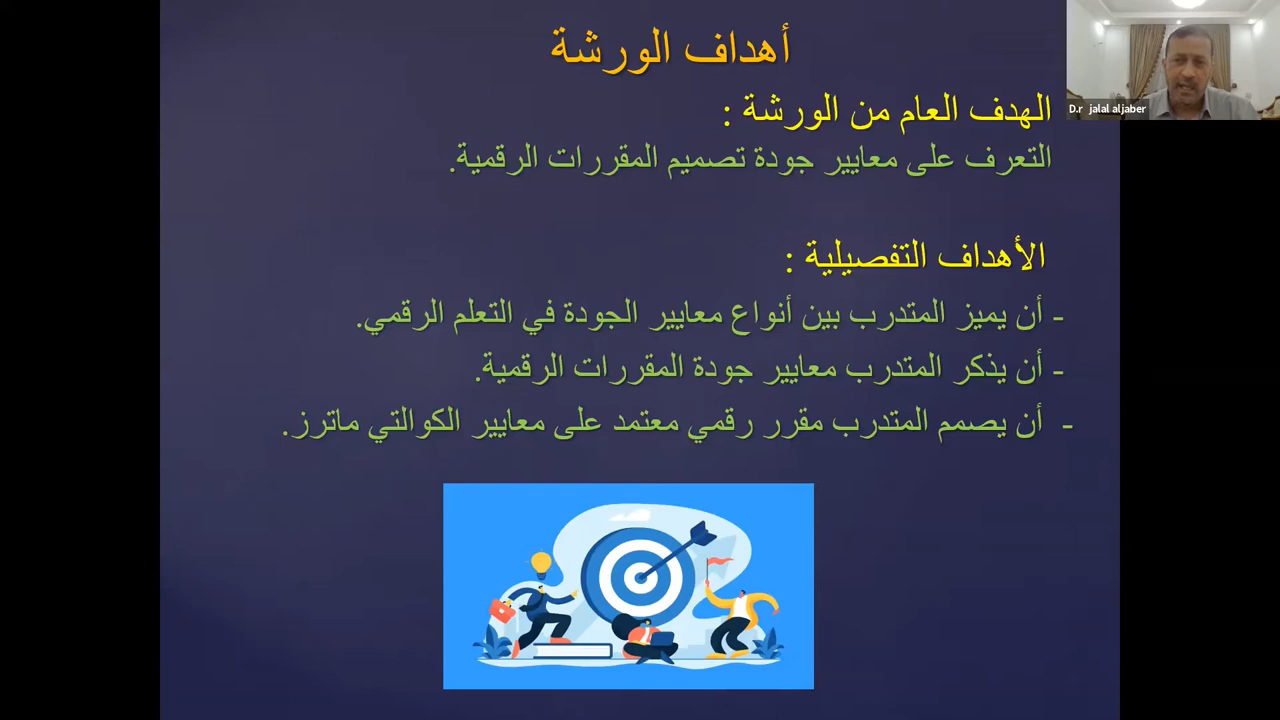 أهداف الورشة
الهدف العام من الورشة :
التعرف على معايير جودة تصميم المقررات الرقمية.
الأهداف التفصيلية :
- أن يميز المتدرب بين أنواع معايير الجودة في التعلم الرقمي.
- أن يذكر المتدرب معايير جودة المقررات الرقمية.
- أن يصمم المتدرب مقرر رقمي معتمد على معايير الكوالتي ماترز.
D.r jalal aljaber